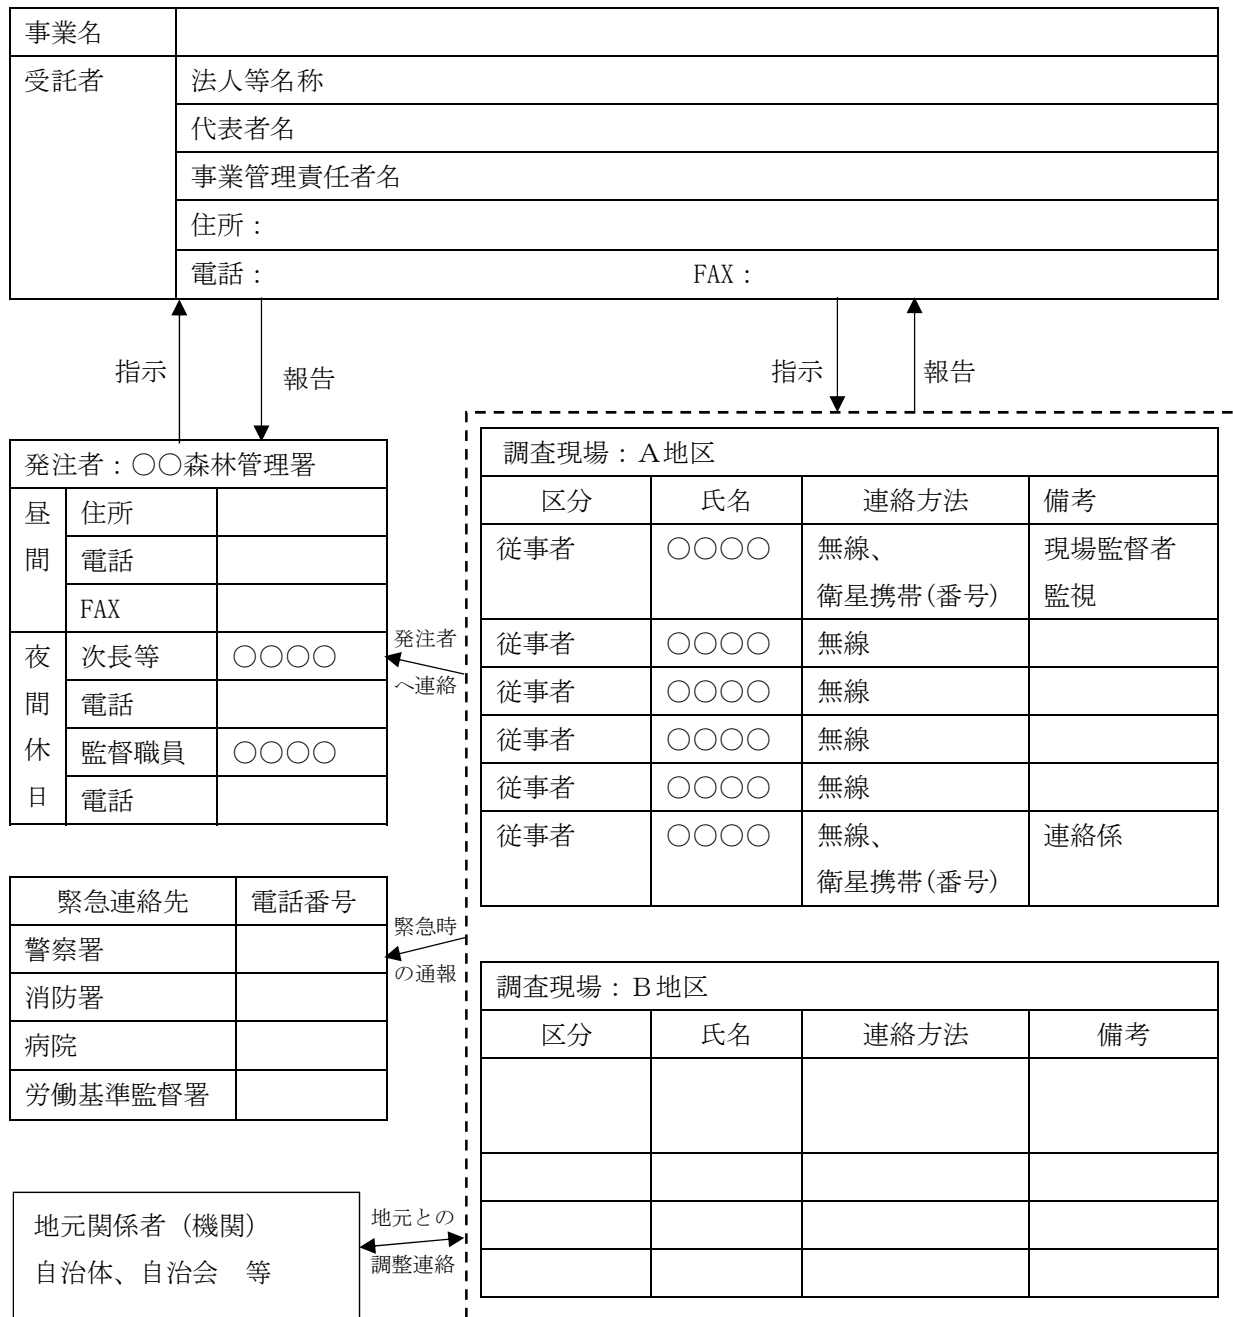 事業名
受託者
法人等名称
代表者名
事業管理責任者名
住所：
電話： FAX：
指示
報告
指示
報告
発注者：○○森林管理署
昼間
住所
電話
FAX
夜間休日
次長等 ○○○○
電話
監督職員 ○○○○
電話
発注者
へ連絡
調査現場：Ａ地区
区分 氏名 連絡方法 備考
従事者 ○○○○ 無線、 現場監督者
衛星携帯(番号) 監視
従事者 ○○○○ 無線
従事者 ○○○○ 無線
従事者 ○○○○ 無線
従事者 ○○○○ 無線
従事者 ○○○○ 無線、 連絡係
衛星携帯(番号)
緊急連絡先 電話番号
警察署
消防署
病院
労働基準監督署
緊急時
の通報
調査現場：Ｂ地区
区分 氏名 連絡方法 備考
地元関係者（機関）
自治体、自治会　等
地元との
調整連絡